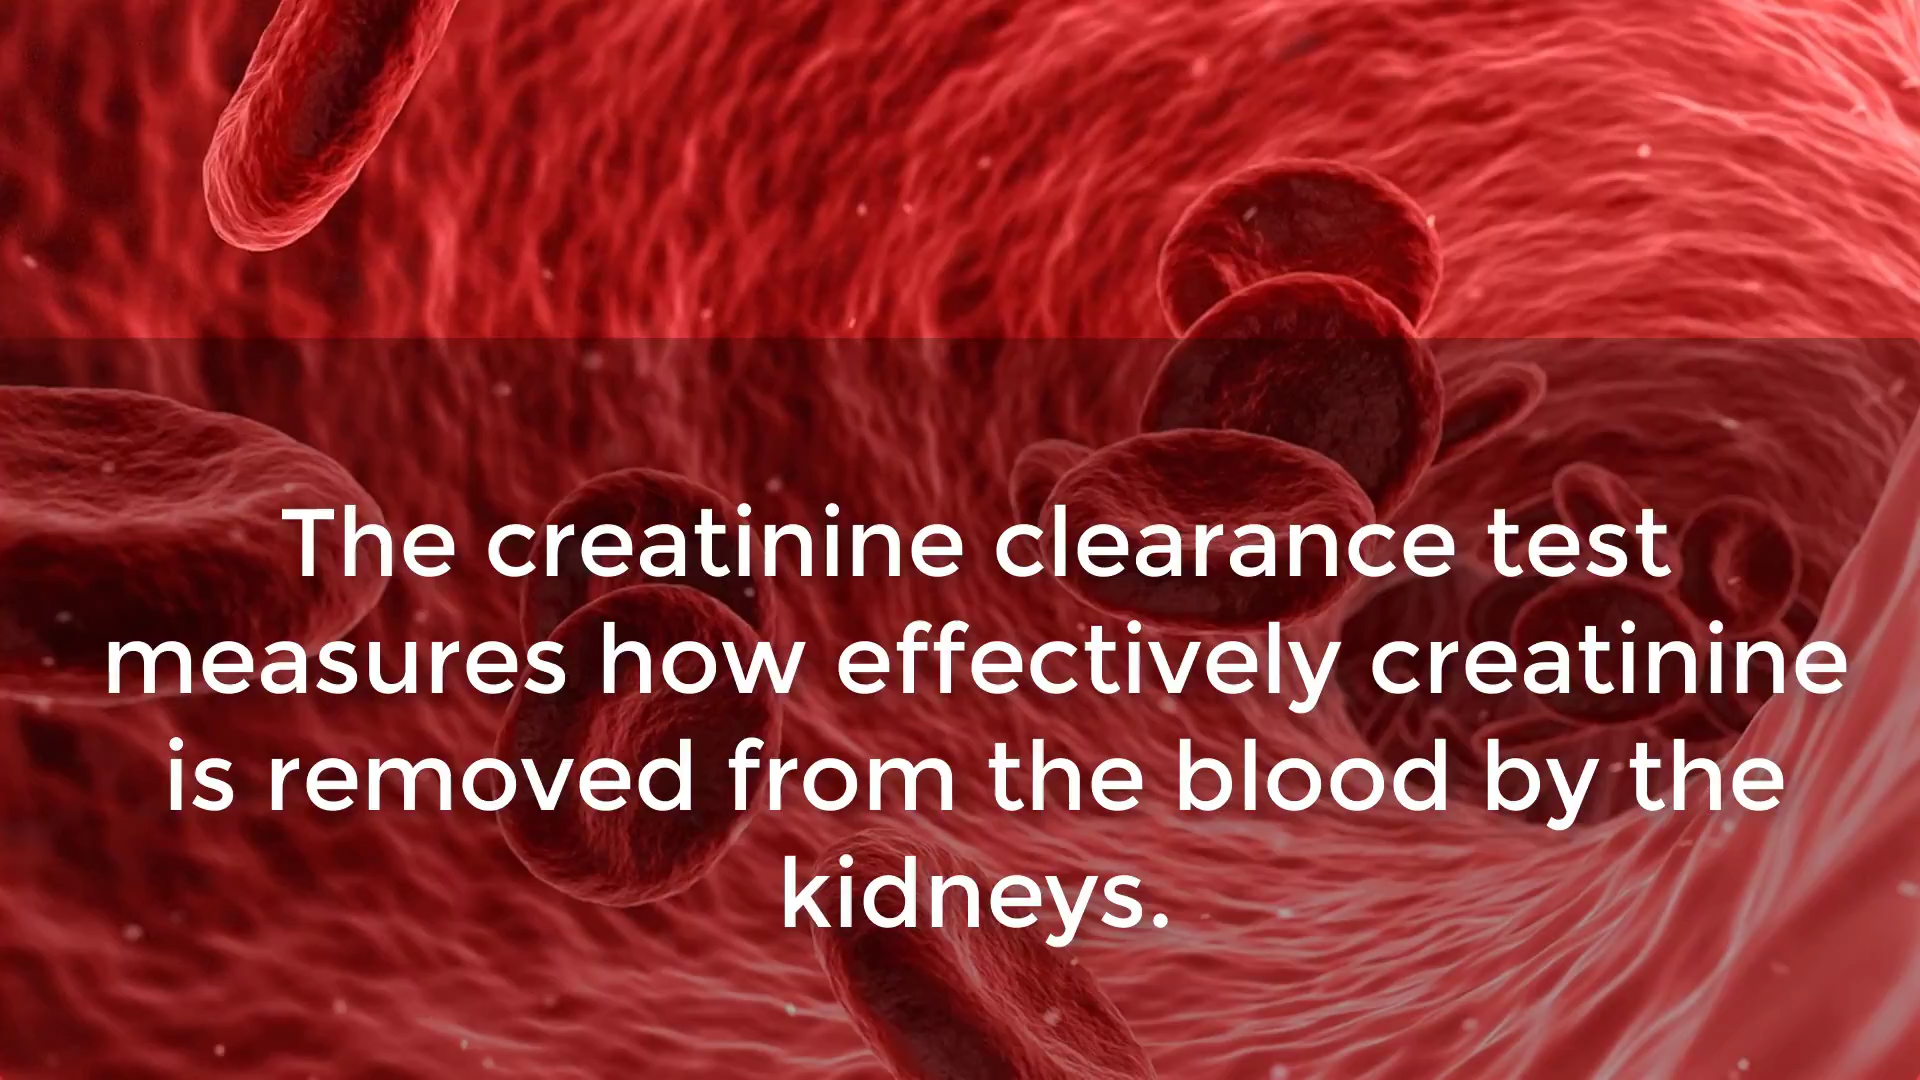 The creatinine clearance test
measures how effectively creatinine
is removed from the blood by the
kidneys.